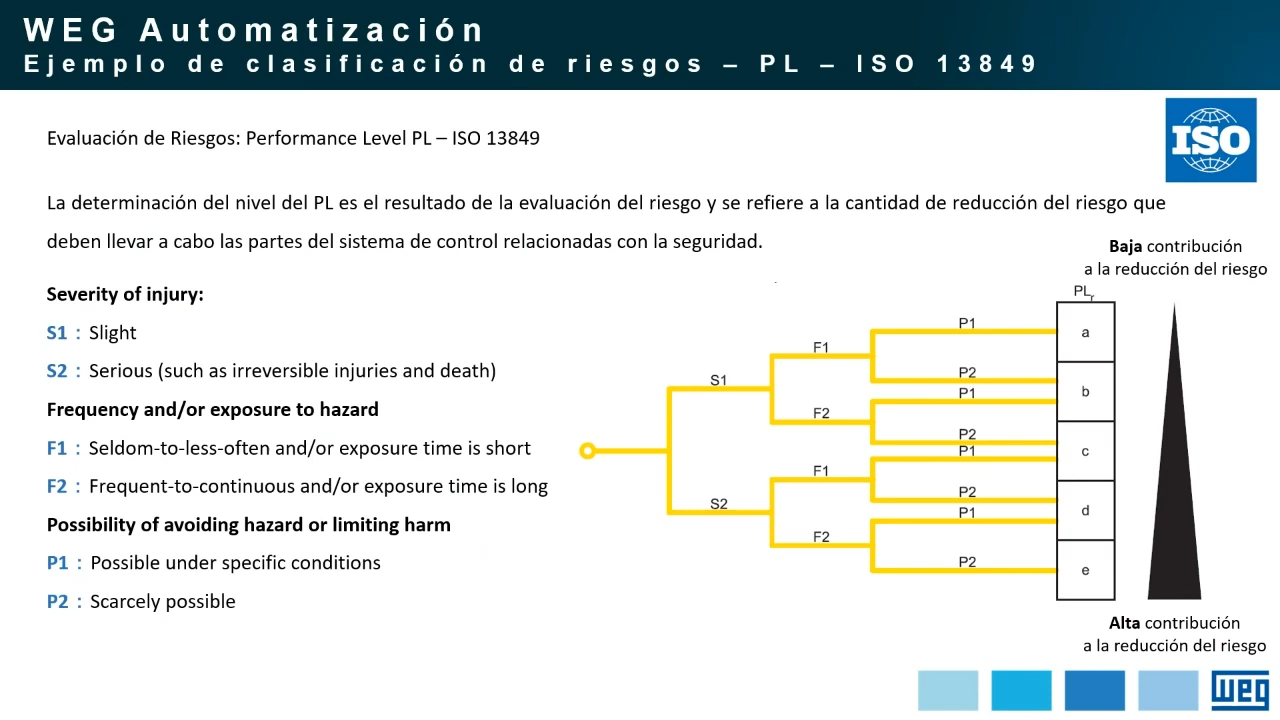 WEG Automatización
Ejemplo de clasificación de riesgos – PL – ISO 13849
ISO
Evaluación de Riesgos: Performance Level PL – ISO 13849
La determinación del nivel del PL es el resultado de la evaluación del riesgo y se refiere a la cantidad de reducción del riesgo que
deben llevar a cabo las partes del sistema de control relacionadas con la seguridad.
Severity of injury:
S1 : Slight
S2 : Serious (such as irreversible injuries and death)
Frequency and/or exposure to hazard
F1 : Seldom-to-less-often and/or exposure time is short
F2 : Frequent-to-continuous and/or exposure time is long
Possibility of avoiding hazard or limiting harm
P1 : Possible under specific conditions
P2 : Scarcely possible
Baja contribución
a la reducción del riesgo
PLr
S1
F1
P1
a
P2
F2
P1
b
P2
S2
F1
P1
c
P2
F2
P1
d
P2
e
Alta contribución
a la reducción del riesgo
weg